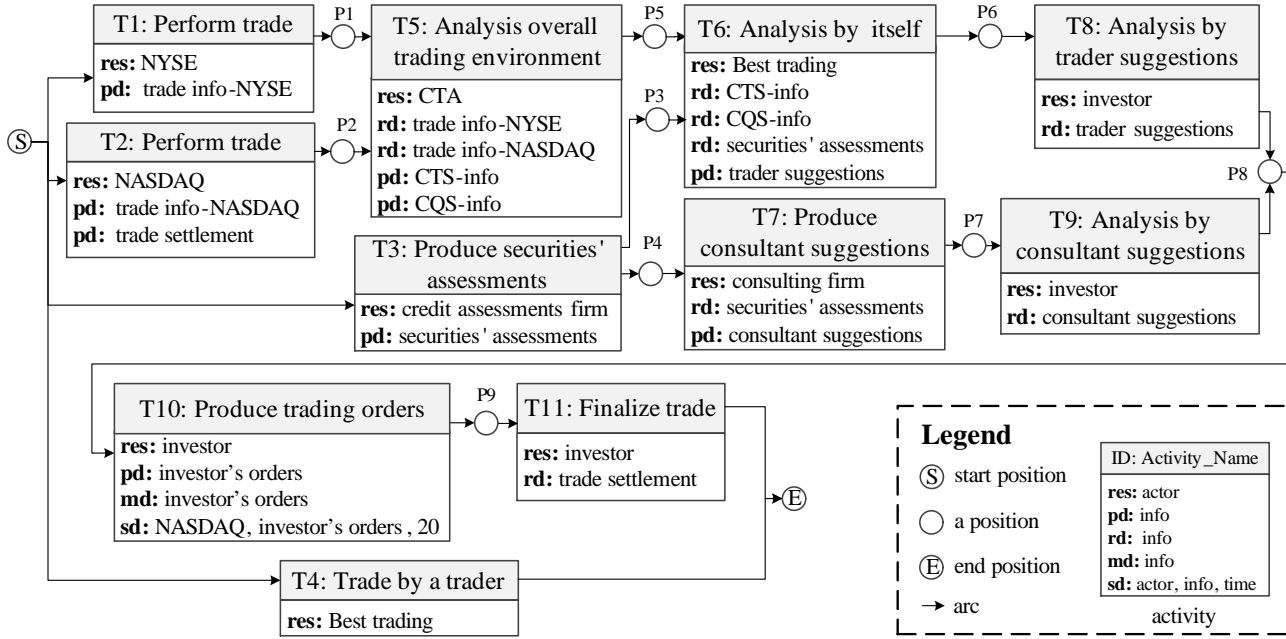 T1: Perform trade
res: NYSE
pd: trade info-NYSE
P1
T5: Analysis overall
trading environment
res: CTA
rd: trade info-NYSE
rd: trade info-NASDAQ
pd: CTS-info
pd: CQS-info
P5
T6: Analysis by itself
res: Best trading
rd: CTS-info
rd: CQS-info
rd: securities' assessments
pd: trader suggestions
P6
T8: Analysis by
trader suggestions
res: investor
rd: trader suggestions
S
T2: Perform trade
res: NASDAQ
pd: trade info-NASDAQ
pd: trade settlement
P2
P3
P8
T3: Produce securities'
assessments
res: credit assessments firm
pd: securities' assessments
P4
T7: Produce
consultant suggestions
res: consulting firm
rd: securities' assessments
pd: consultant suggestions
P7
T9: Analysis by
consultant suggestions
res: investor
rd: consultant suggestions
T10: Produce trading orders
res: investor
pd: investor's orders
md: investor's orders
sd: NASDAQ, investor's orders , 20
P9
T11: Finalize trade
res: investor
rd: trade settlement
E
T4: Trade by a trader
res: Best trading
Legend
S start position
a position
E end position
arc
ID: Activity_Name
res: actor
pd: info
rd: info
md: info
sd: actor, info, time
activity